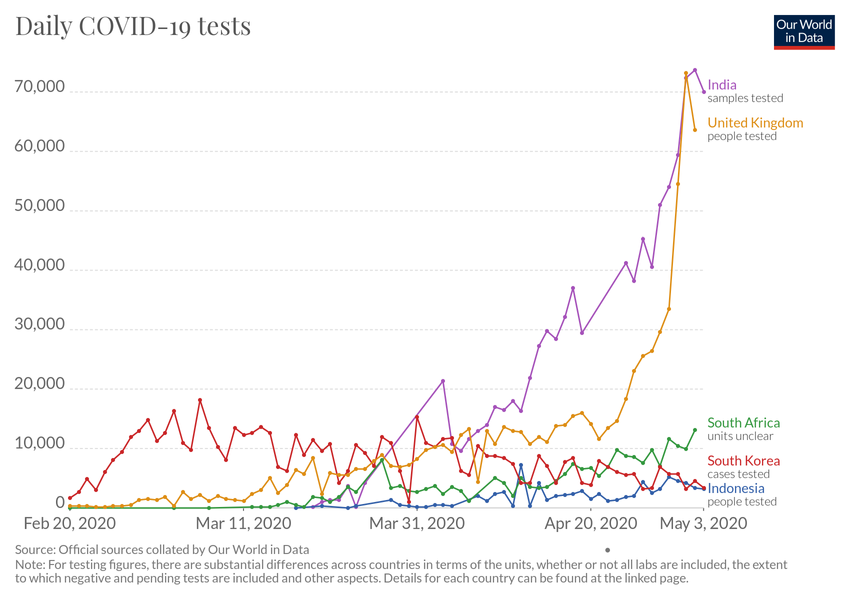 Daily COVID-19 tests
Our World
in Data
70,000
60,000
50,000
40,000
30,000
20,000
10,000
0
India
samples tested
United Kingdom
people tested
South Africa
units unclear
South Korea
cases tested
Indonesia
people tested
Feb 20, 2020
Mar 11, 2020
Mar 31, 2020
Apr 20, 2020
May 3, 2020
Source: Official sources collated by Our World in Data
Note: For testing figures, there are substantial differences across countries in terms of the units, whether or not all labs are included, the extent
to which negative and pending tests are included and other aspects. Details for each country can be found at the linked page.